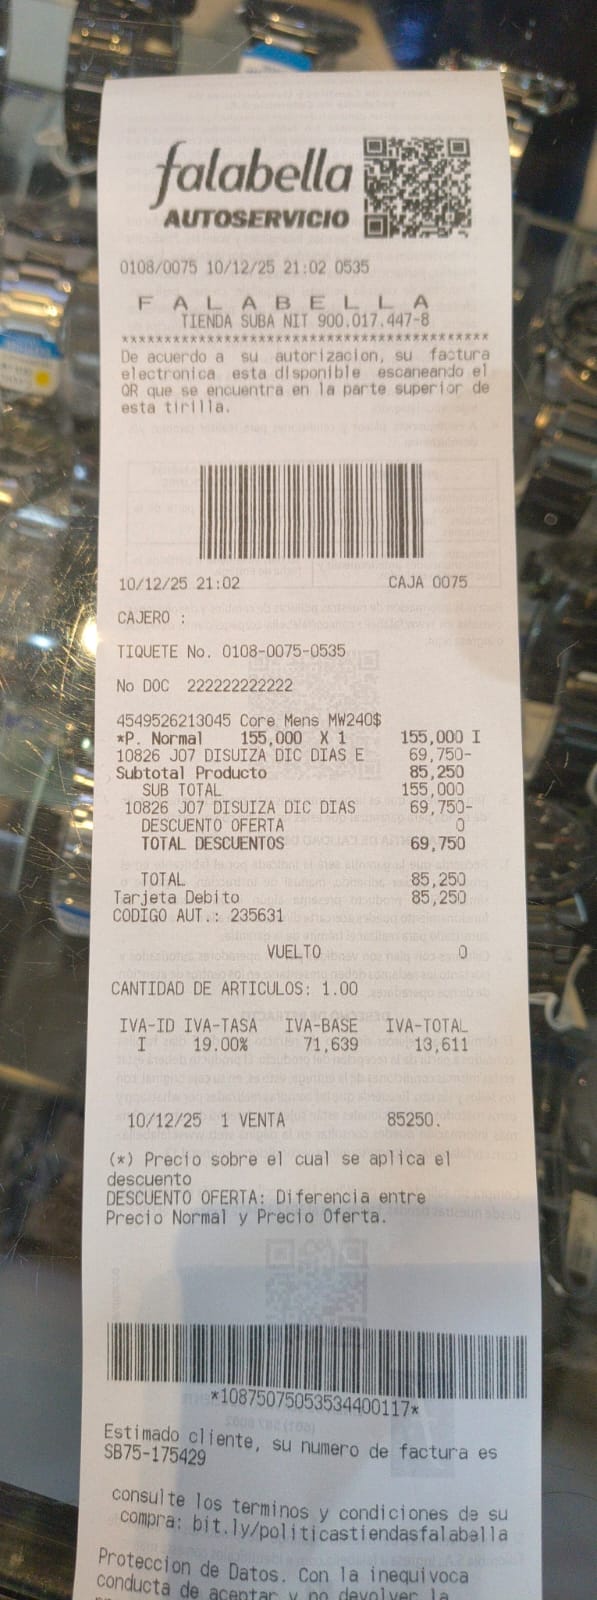 falabella
AUTOSERVICIO
0108/0075 10/12/25 21:02 0535
F A L A B E L L A
TIENDA SUBA NIT 900.017.447-8
******************************************
De acuerdo a su autorizacion, su factura
electronica esta disponible escaneando el
QR que se encuentra en la parte superior de
esta tirilla.
10/12/25 21:02 CAJA 0075
CAJERO :
TIQUETE No. 0108-0075-0535
No DOC 222222222222
4549526213045 Core Mens MW240$
*P. Normal 155,000 X 1 155,000 I
10826 J07 DISUIZA DIC DIAS E 69,750-
Subtotal Producto 85,250
SUB TOTAL 155,000
10826 J07 DISUIZA DIC DIAS 69,750-
DESCUENTO OFERTA 0
TOTAL DESCUENTOS 69,750
TOTAL 85,250
Tarjeta Debito 85,250
CODIGO AUT.: 235631
VUELTO 0
CANTIDAD DE ARTICULOS: 1.00
IVA-ID IVA-TASA IVA-BASE IVA-TOTAL
I 19.00% 71,639 13,611
10/12/25 1 VENTA 85250.
(*) Precio sobre el cual se aplica el
descuento
DESCUENTO OFERTA: Diferencia entre
Precio Normal y Precio Oferta.
*10875075053534400117*
Estimado cliente, su numero de factura es
SB75-175429
consulte los terminos y condiciones de su
compra: bit.ly/politicastiendasfalabella
Proteccion de Datos. Con la inequivoca
conducta de aceptar y no devolver la